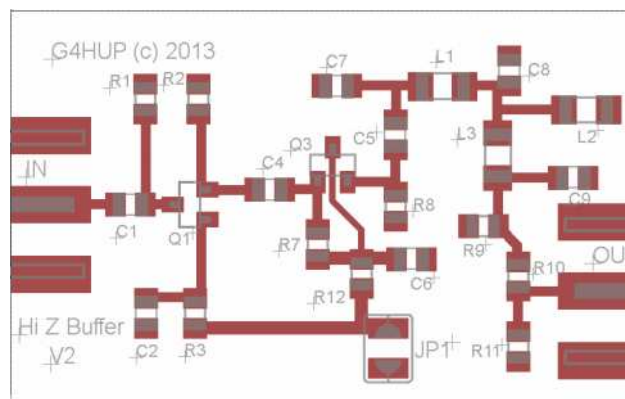 G4HUP (c) 2013
C7
L1
C8
R1
R2
L2
Q3
C5
L3
IN
C4
C9
C1
Q1
R7
R8
R9
OU
C6
R10
R12
Hi Z Buffer
V2
C2
R3
JP1
R11